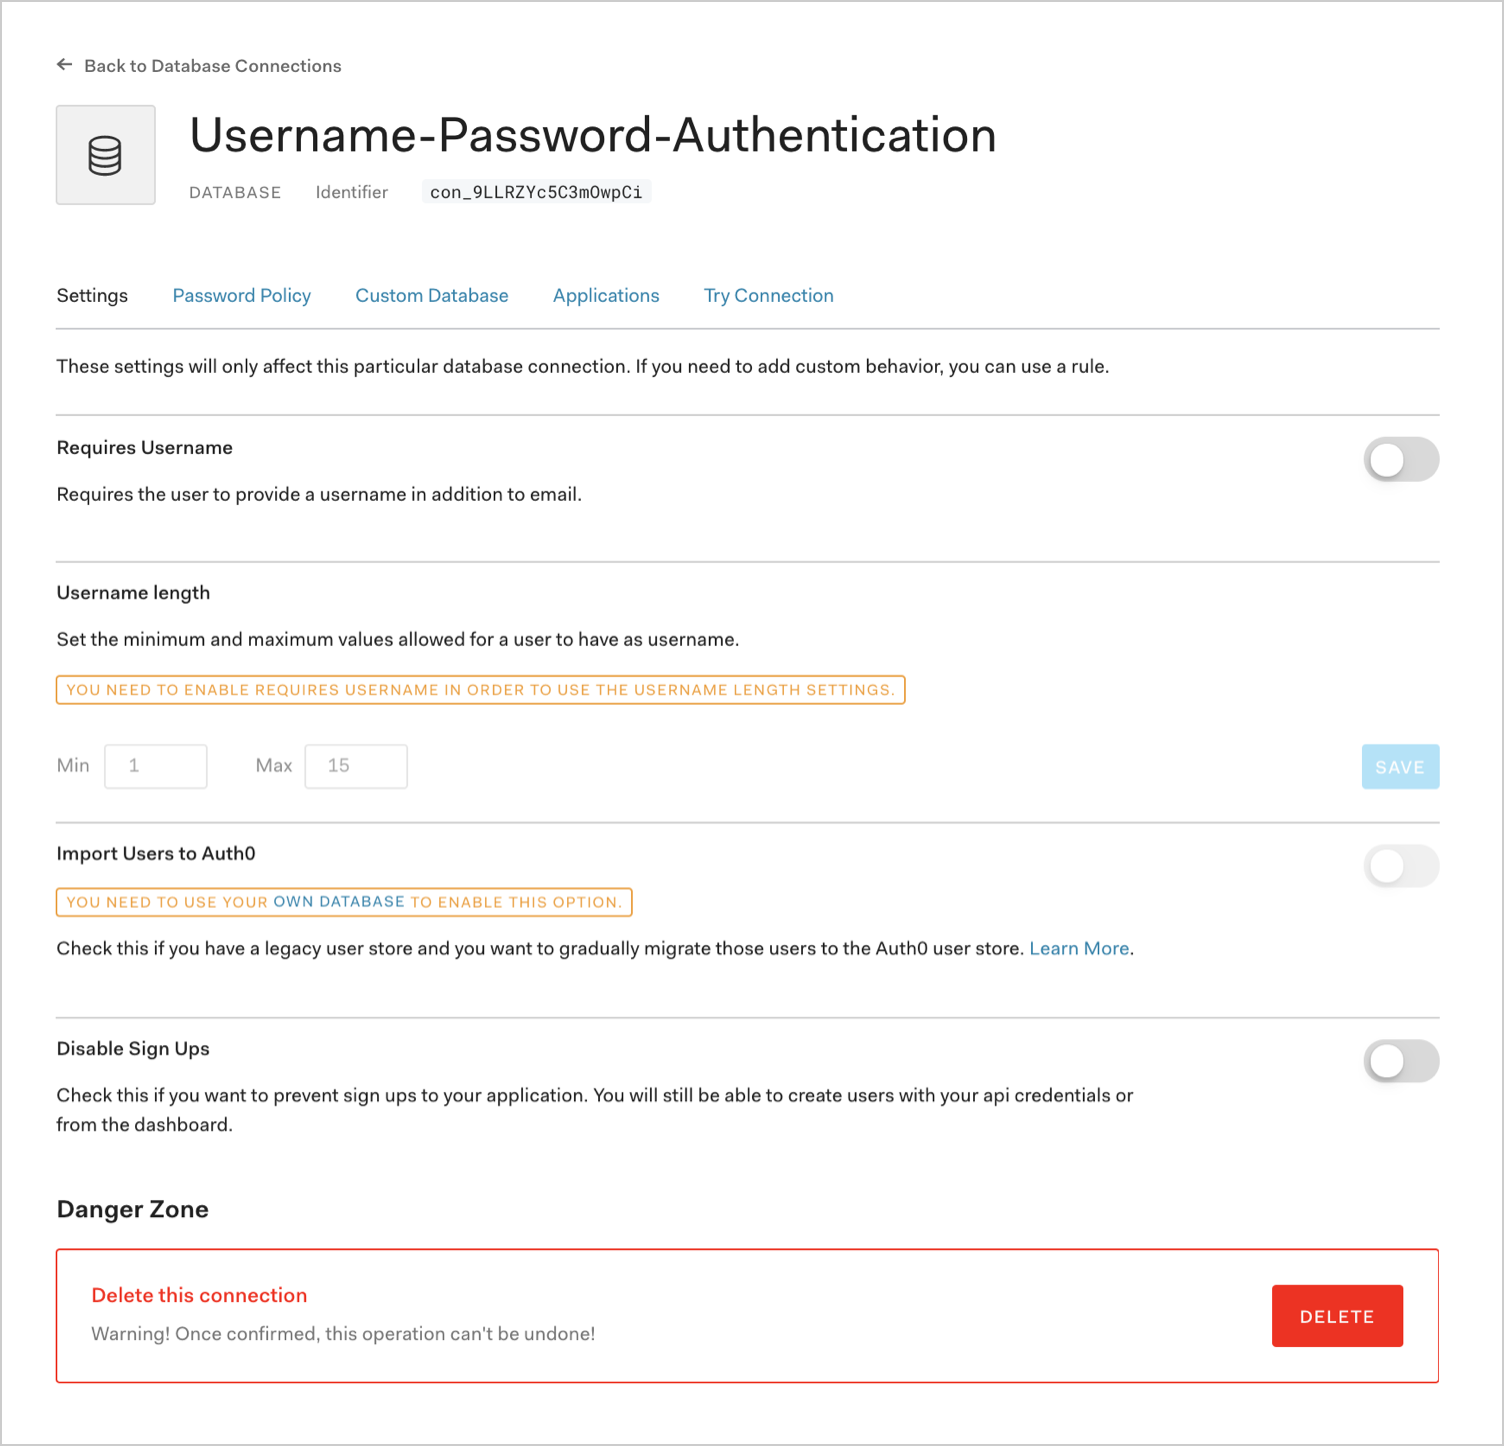 Back to Database Connections
Username-Password-Authentication
DATABASE Identifier con_9LLRZYc5C3mOwpCi
Settings Password Policy Custom Database Applications Try Connection
These settings will only affect this particular database connection. If you need to add custom behavior, you can use a rule.
Requires Username
Requires the user to provide a username in addition to email.
Username length
Set the minimum and maximum values allowed for a user to have as username.
YOU NEED TO ENABLE REQUIRES USERNAME IN ORDER TO USE THE USERNAME LENGTH SETTINGS.
Min 1 Max 15 SAVE
Import Users to Auth0
YOU NEED TO USE YOUR OWN DATABASE TO ENABLE THIS OPTION.
Check this if you have a legacy user store and you want to gradually migrate those users to the Auth0 user store. Learn More.
Disable Sign Ups
Check this if you want to prevent sign ups to your application. You will still be able to create users with your api credentials or
from the dashboard.
Danger Zone
Delete this connection
Warning! Once confirmed, this operation can't be undone!
DELETE